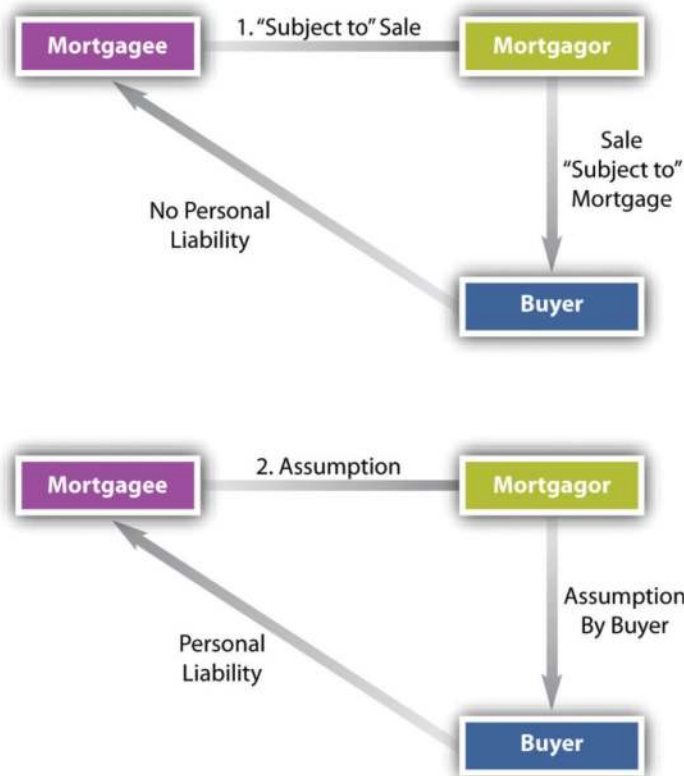 1. “Subject to” Sale
Mortgagee
Mortgagor
Sale
“Subject to”
Mortgage
No Personal
Liability
Buyer
2. Assumption
Mortgagee
Mortgagor
Assumption
By Buyer
Personal
Liability
Buyer